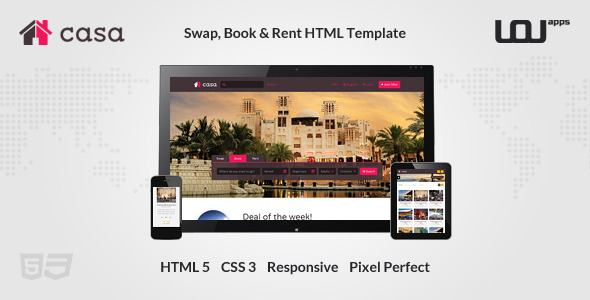 casa
Swap, Book & Rent HTML Template
apps
casa
Swap Book Rent
Search
Deal of the week!
HTML 5 CSS 3 Responsive Pixel Perfect